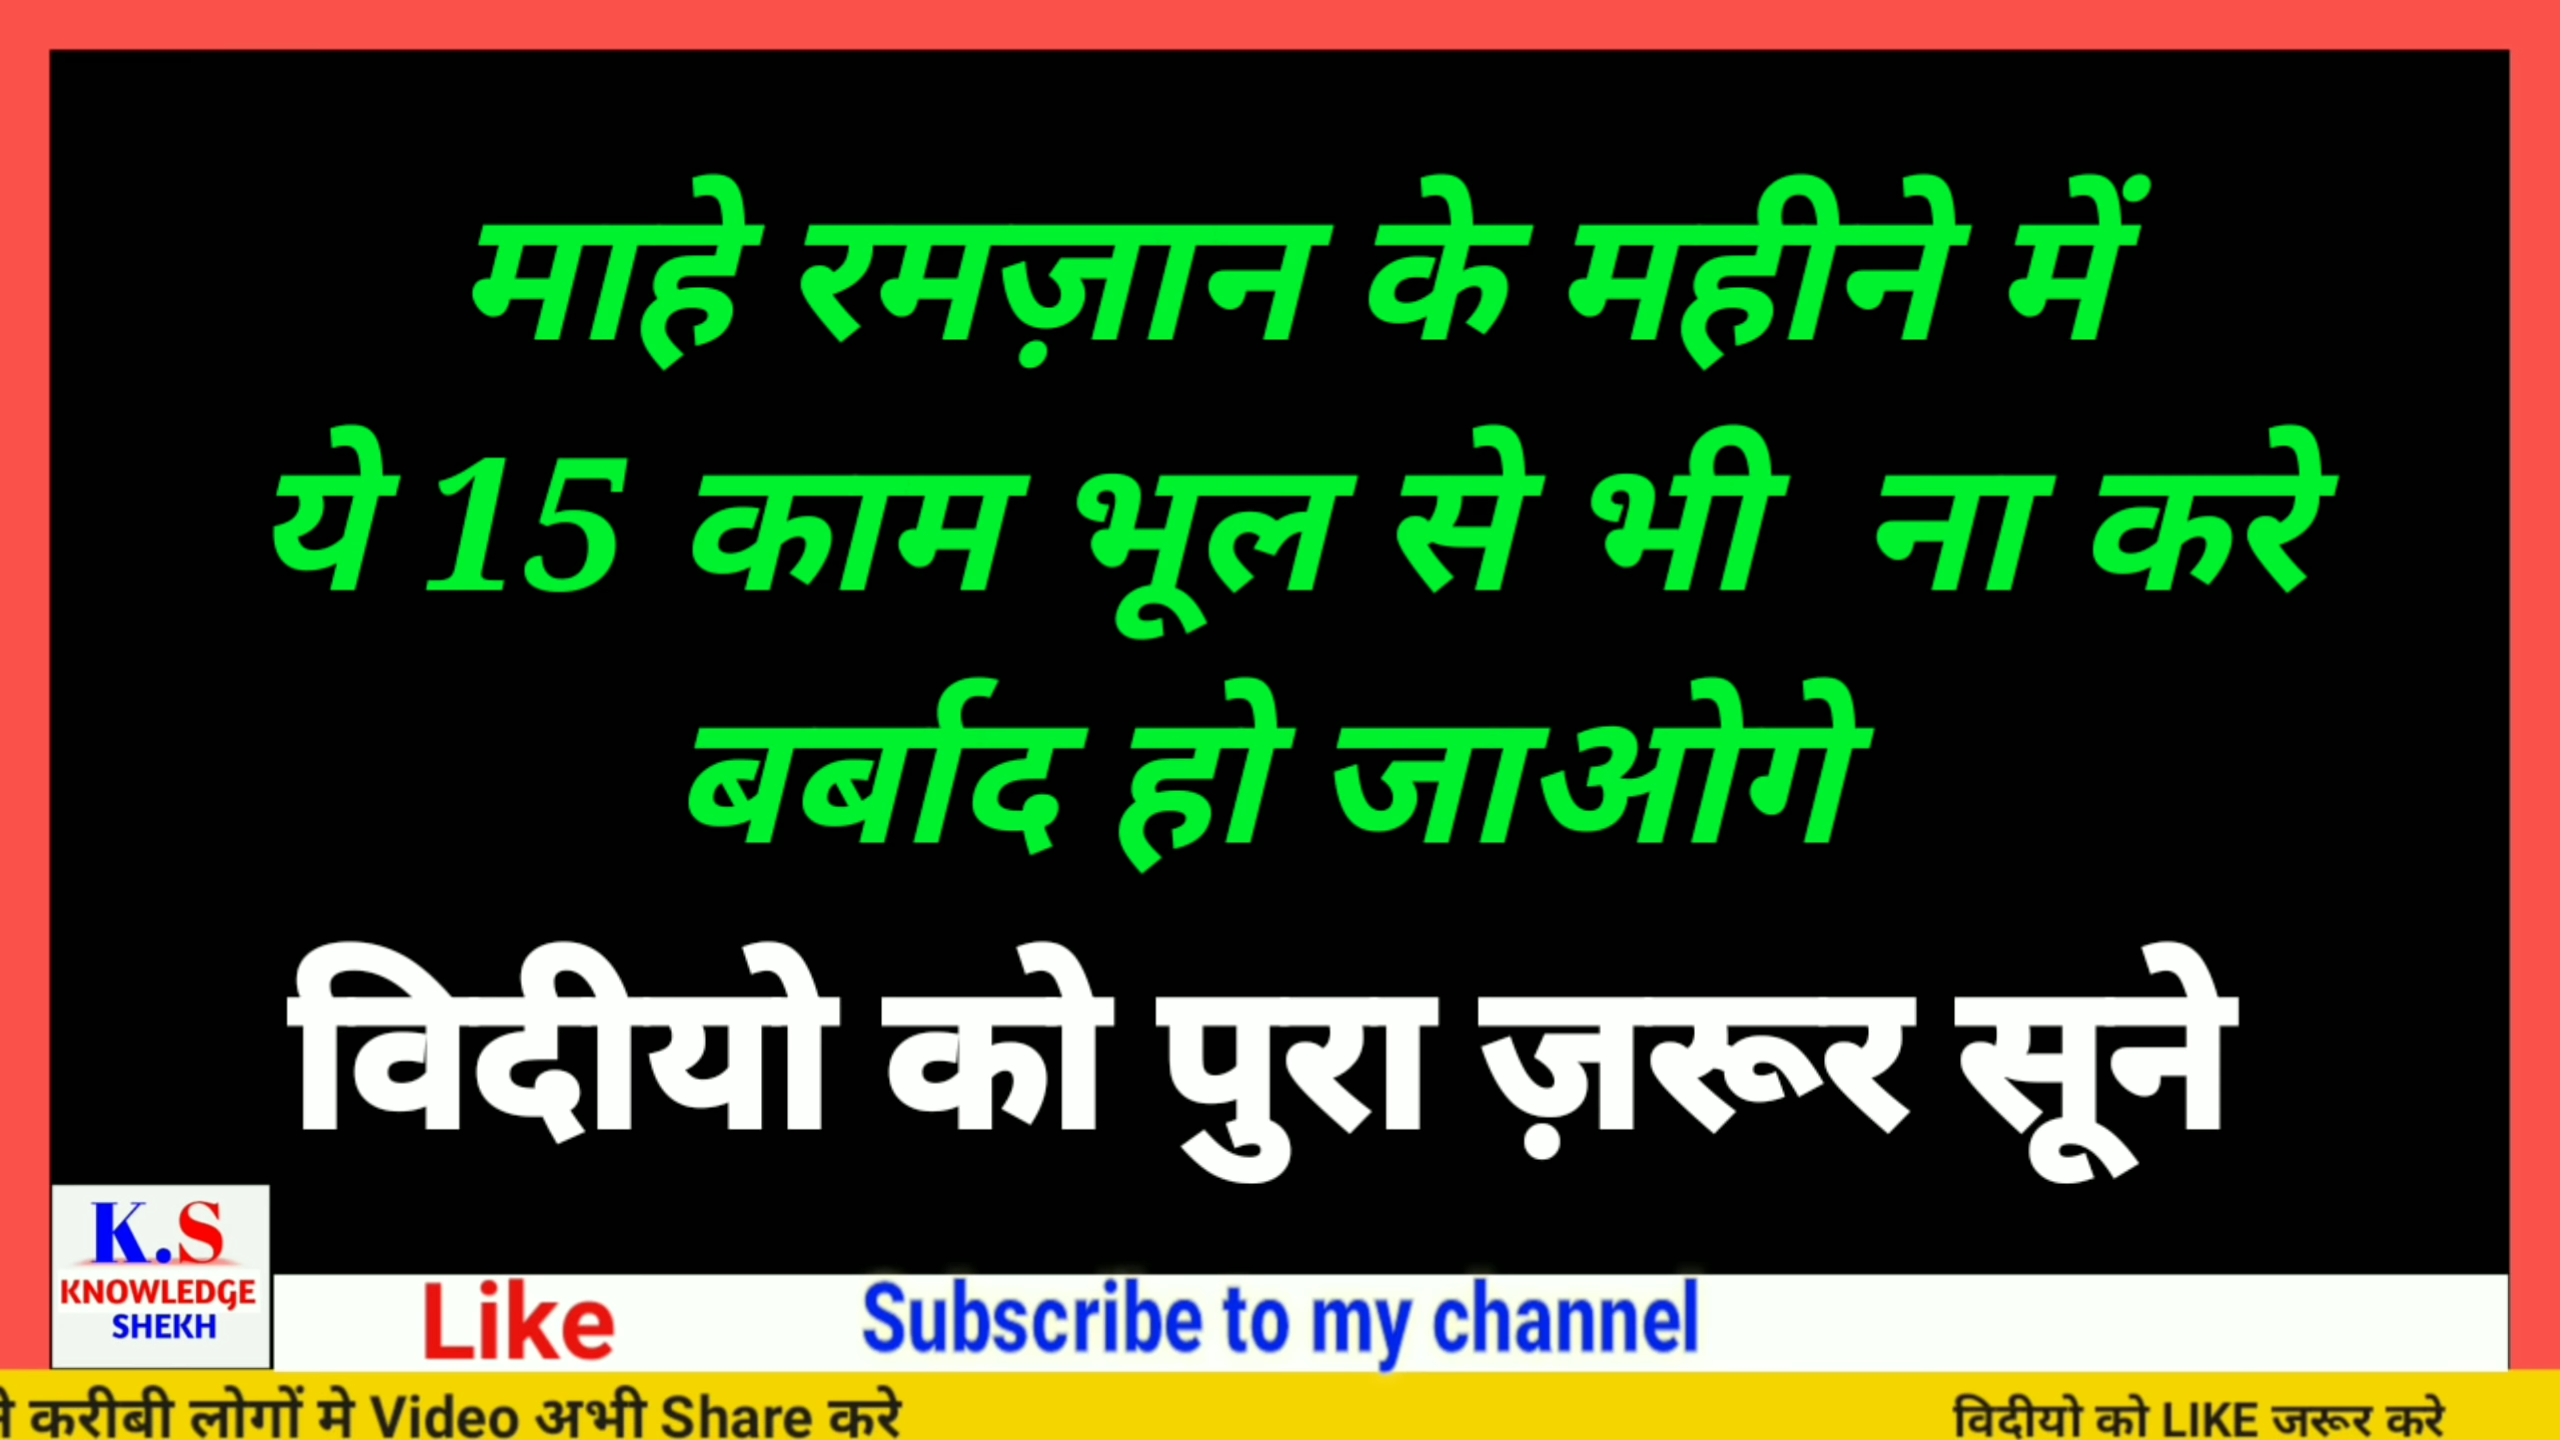 माहे रमज़ान के महीने में
ये 15 काम भूल से भी ना करे
बर्बाद हो जाओगे
विदीयो को पुरा ज़रूर सूने
K.S
KNOWLEDGE
SHEKH
Like Subscribe to my channel
करीबी लोगों मे Video अभी Share करे विदीयो को LIKE जरूर करे